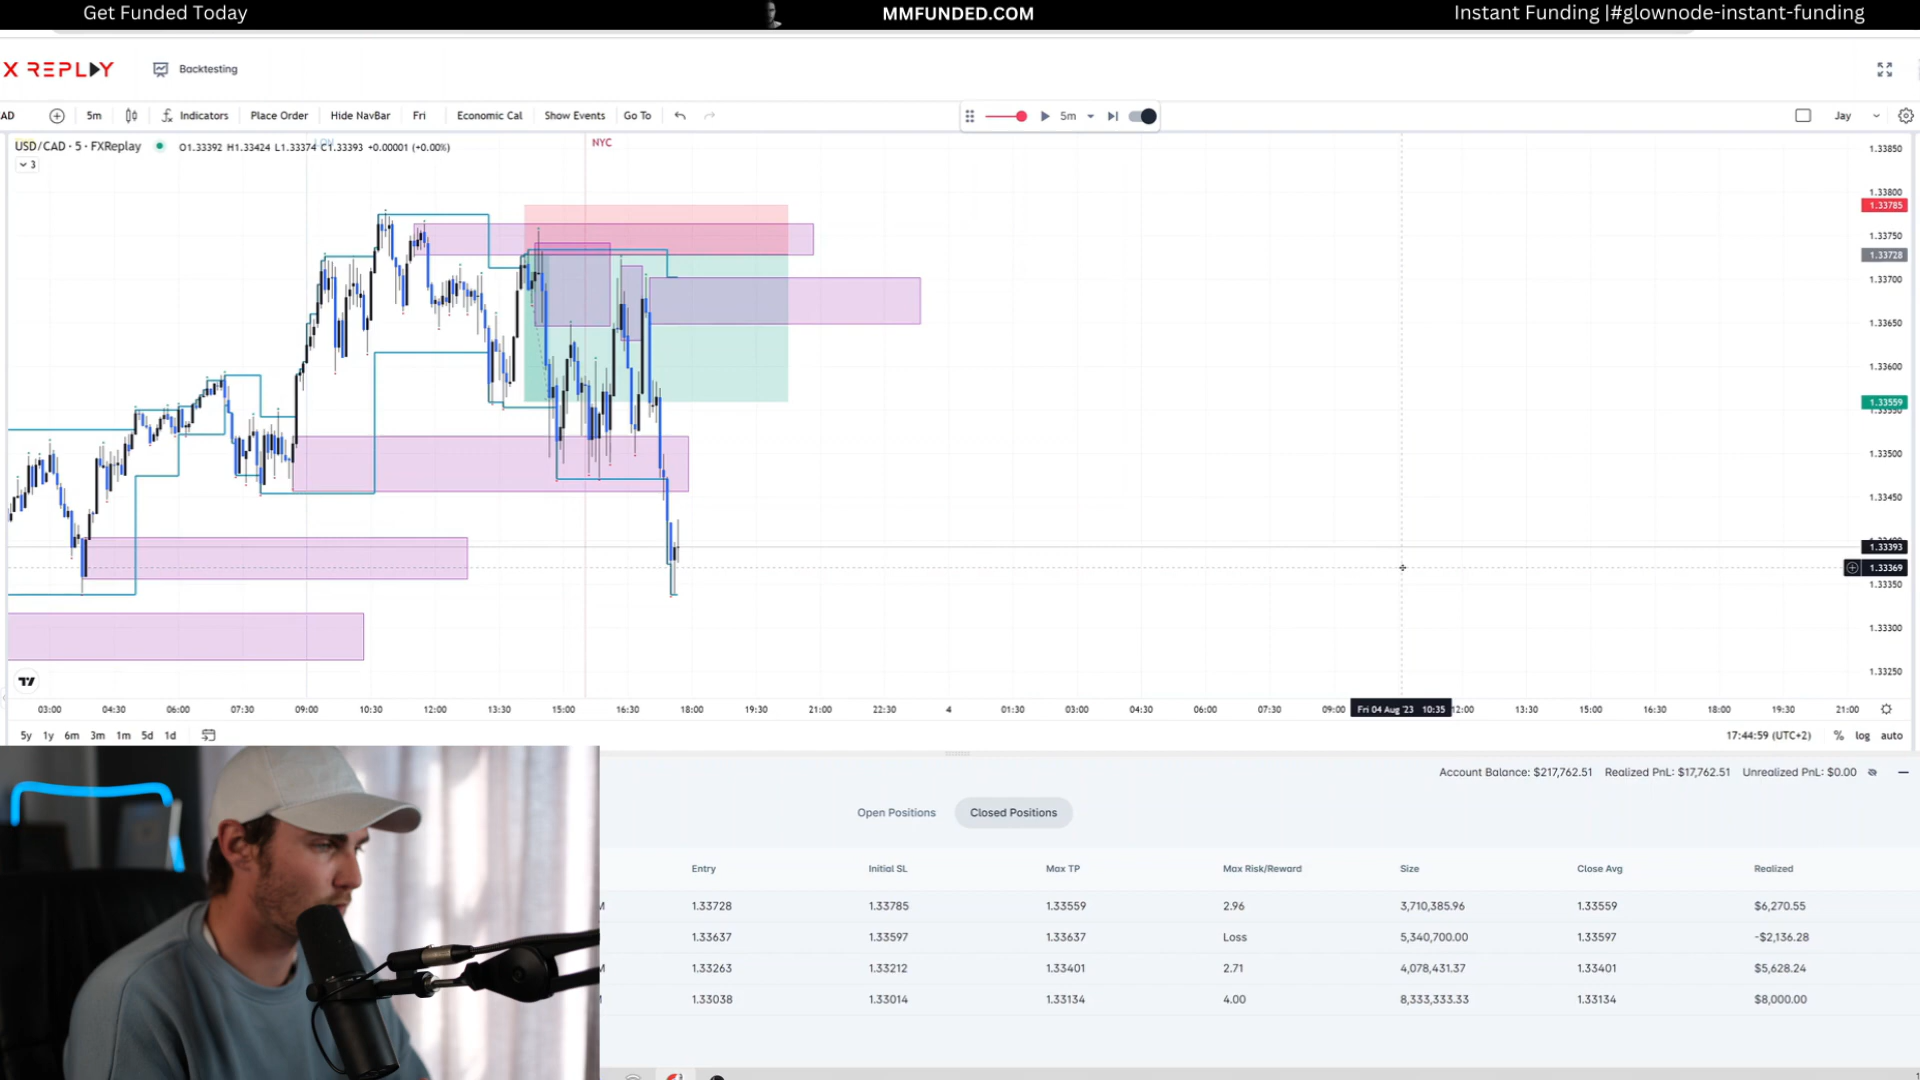 Get Funded Today
MMFUNDED.COM
Instant Funding |#glownode-instant-funding
X REPLAY
Backtesting
AD
5m
Indicators
Place Order
Hide NavBar
Fri
Economic Cal
Show Events
Go To
5m
Jay
USD/CAD · 5 · FXReplay
O1.33392 H1.33424 L1.33374 C1.33393 +0.00001 (+0.00%)
3
NYC
1.33850
1.33800
1.33785
1.33750
1.33728
1.33700
1.33650
1.33600
1.33559
1.33550
1.33500
1.33450
1.33393
1.33369
1.33350
1.33300
1.33250
03:00
04:30
06:00
07:30
09:00
10:30
12:00
13:30
15:00
16:30
18:00
19:30
21:00
22:30
4
01:30
03:00
04:30
06:00
07:30
09:00
Fri 04 Aug '23 10:35
12:00
13:30
15:00
16:30
18:00
19:30
21:00
5y 1y 6m 3m 1m 5d 1d
17:44:59 (UTC+2)
% log auto
Account Balance: $217,762.51 Realized PnL: $17,762.51 Unrealized PnL: $0.00
Open Positions
Closed Positions
Entry Initial SL Max TP Max Risk/Reward Size Close Avg Realized
1.33728 1.33785 1.33559 2.96 3,710,385.96 1.33559 $6,270.55
1.33637 1.33597 1.33637 Loss 5,340,700.00 1.33597 -$2,136.28
1.33263 1.33212 1.33401 2.71 4,078,431.37 1.33401 $5,628.24
1.33038 1.33014 1.33134 4.00 8,333,333.33 1.33134 $8,000.00